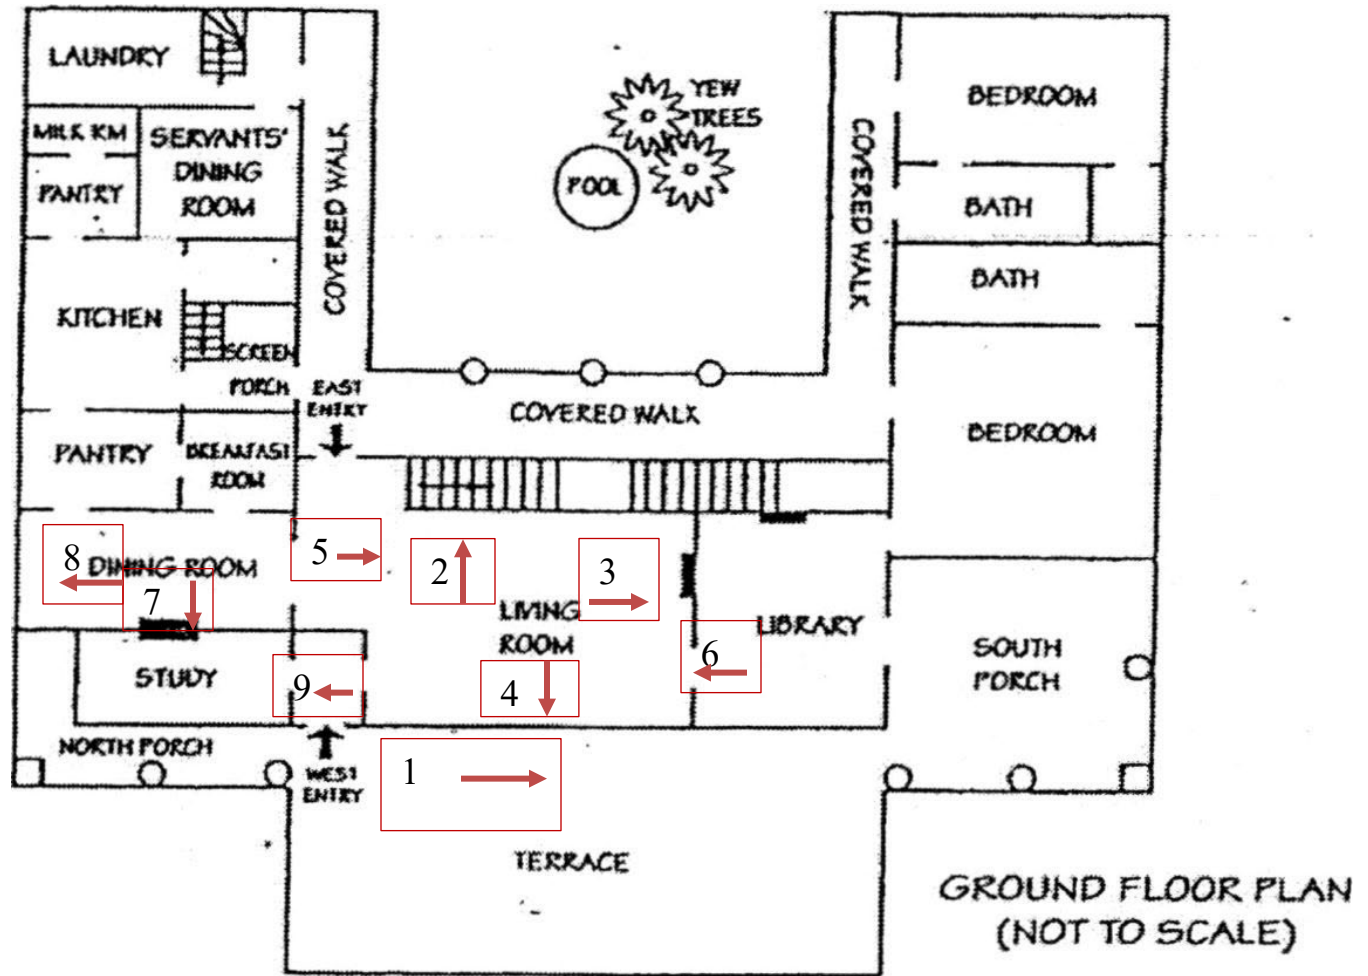 LAUNDRY
MILK RM
SERVANTS'
DINING
ROOM
PANTRY
COVERED WALK
YEW
TREES
POOL
COVERED WALK
BEDROOM
BATH
BATH
KITCHEN
SCREEN
PORCH
EAST
ENTRY
COVERED WALK
BEDROOM
PANTRY
BREAKFAST
ROOM
8
DINING ROOM
7
5
2
3
LIVING
ROOM
LIBRARY
6
SOUTH
PORCH
STUDY
9
4
NORTH PORCH
WEST
ENTRY
1
TERRACE
GROUND FLOOR PLAN
(NOT TO SCALE)